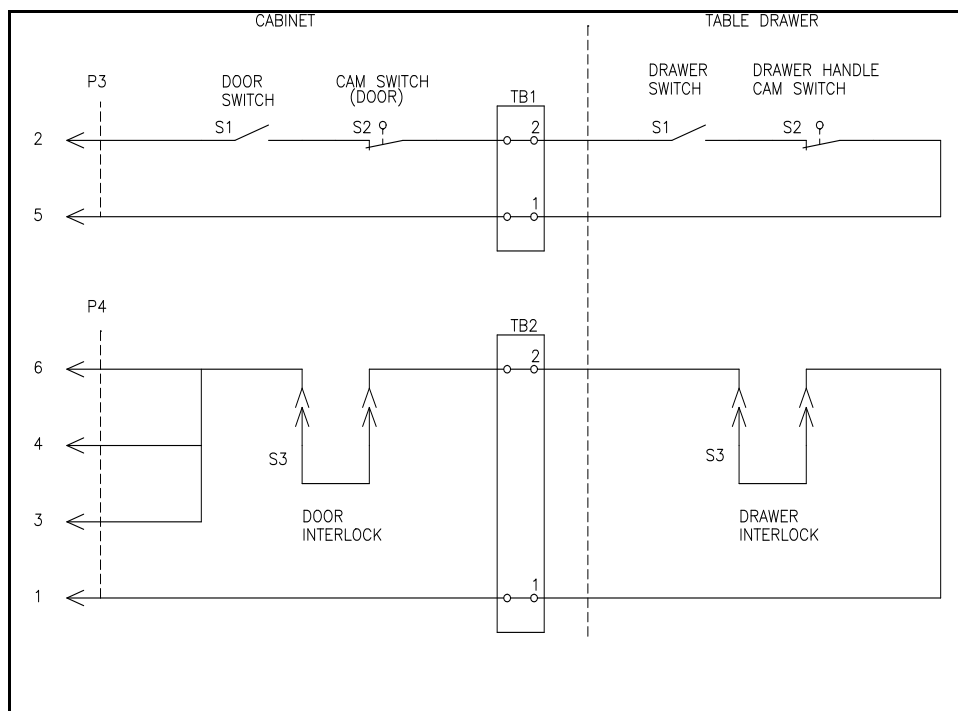 CABINET
TABLE DRAWER
P3
DOOR
SWITCH
CAM SWITCH
(DOOR)
TB1
DRAWER
SWITCH
DRAWER HANDLE
CAM SWITCH
2
S1
S2
2
S1
S2
5
1
P4
TB2
6
2
4
S3
S3
3
DOOR
INTERLOCK
DRAWER
INTERLOCK
1
1